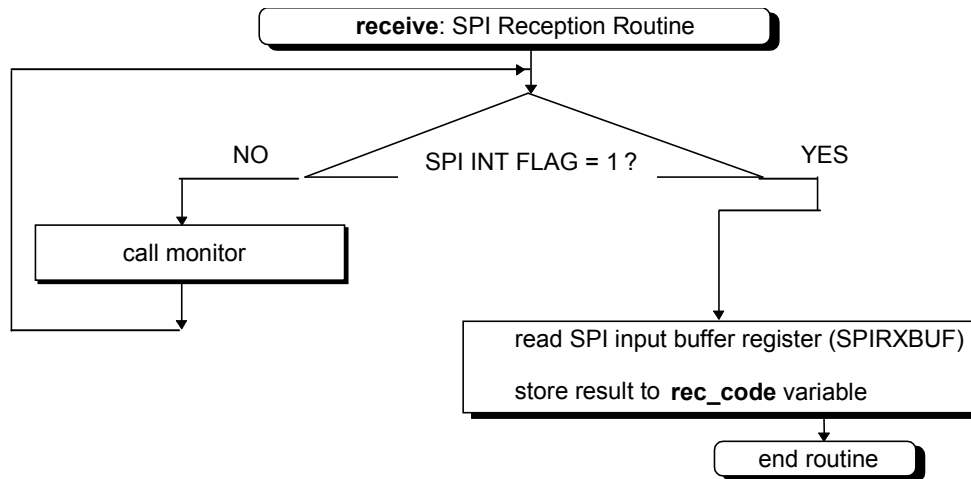 receive: SPI Reception Routine
NO
SPI INT FLAG = 1 ?
YES
call monitor
read SPI input buffer register (SPIRXBUF)
store result to rec_code variable
end routine